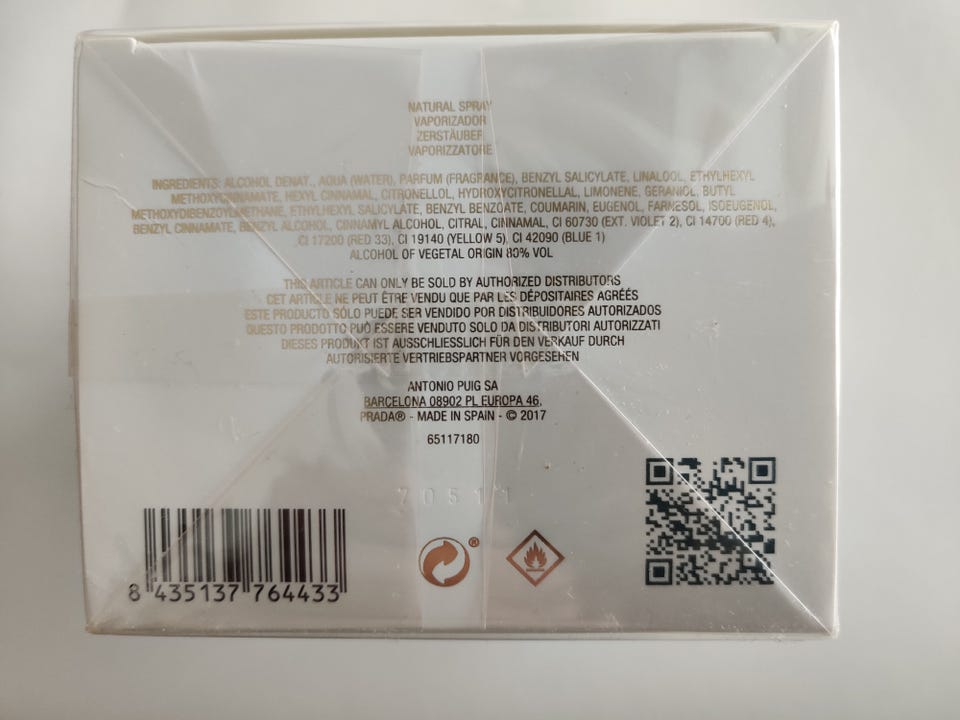 NATURAL SPRAY
VAPORIZADOR
ZERSTÄUBER
VAPORIZZATORE
INGREDIENTS: ALCOHOL DENAT., AQUA (WATER), PARFUM (FRAGRANCE), BENZYL SALICYLATE, LINALOOL, ETHYLHEXYL
METHOXYCINNAMATE, HEXYL CINNAMAL, CITRONELLOL, HYDROXYCITRONELLAL, LIMONENE, GERANIOL, BUTYL
METHOXYDIBENZOYLMETHANE, ETHYLHEXYL SALICYLATE, BENZYL BENZOATE, COUMARIN, EUGENOL, FARNESOL, ISOEUGENOL,
BENZYL CINNAMATE, BENZYL ALCOHOL, CINNAMYL ALCOHOL, CITRAL, CINNAMAL, CI 60730 (EXT. VIOLET 2), CI 14700 (RED 4),
CI 17200 (RED 33), CI 19140 (YELLOW 5), CI 42090 (BLUE 1)
ALCOHOL OF VEGETAL ORIGIN 80% VOL
THIS ARTICLE CAN ONLY BE SOLD BY AUTHORIZED DISTRIBUTORS
CET ARTICLE NE PEUT ÊTRE VENDU QUE PAR LES DÉPOSITAIRES AGRÉÉS
ESTE PRODUCTO SÓLO PUEDE SER VENDIDO POR DISTRIBUIDORES AUTORIZADOS
QUESTO PRODOTTO PUÒ ESSERE VENDUTO SOLO DA DISTRIBUTORI AUTORIZZATI
DIESES PRODUKT IST AUSSCHLIESSLICH FÜR DEN VERKAUF DURCH
AUTORISIERTE VERTRIEBSPARTNER VORGESEHEN
ANTONIO PUIG SA
BARCELONA 08902 PL EUROPA 46,
PRADA® - MADE IN SPAIN - © 2017
65117180
70511
®
8 435137 764433